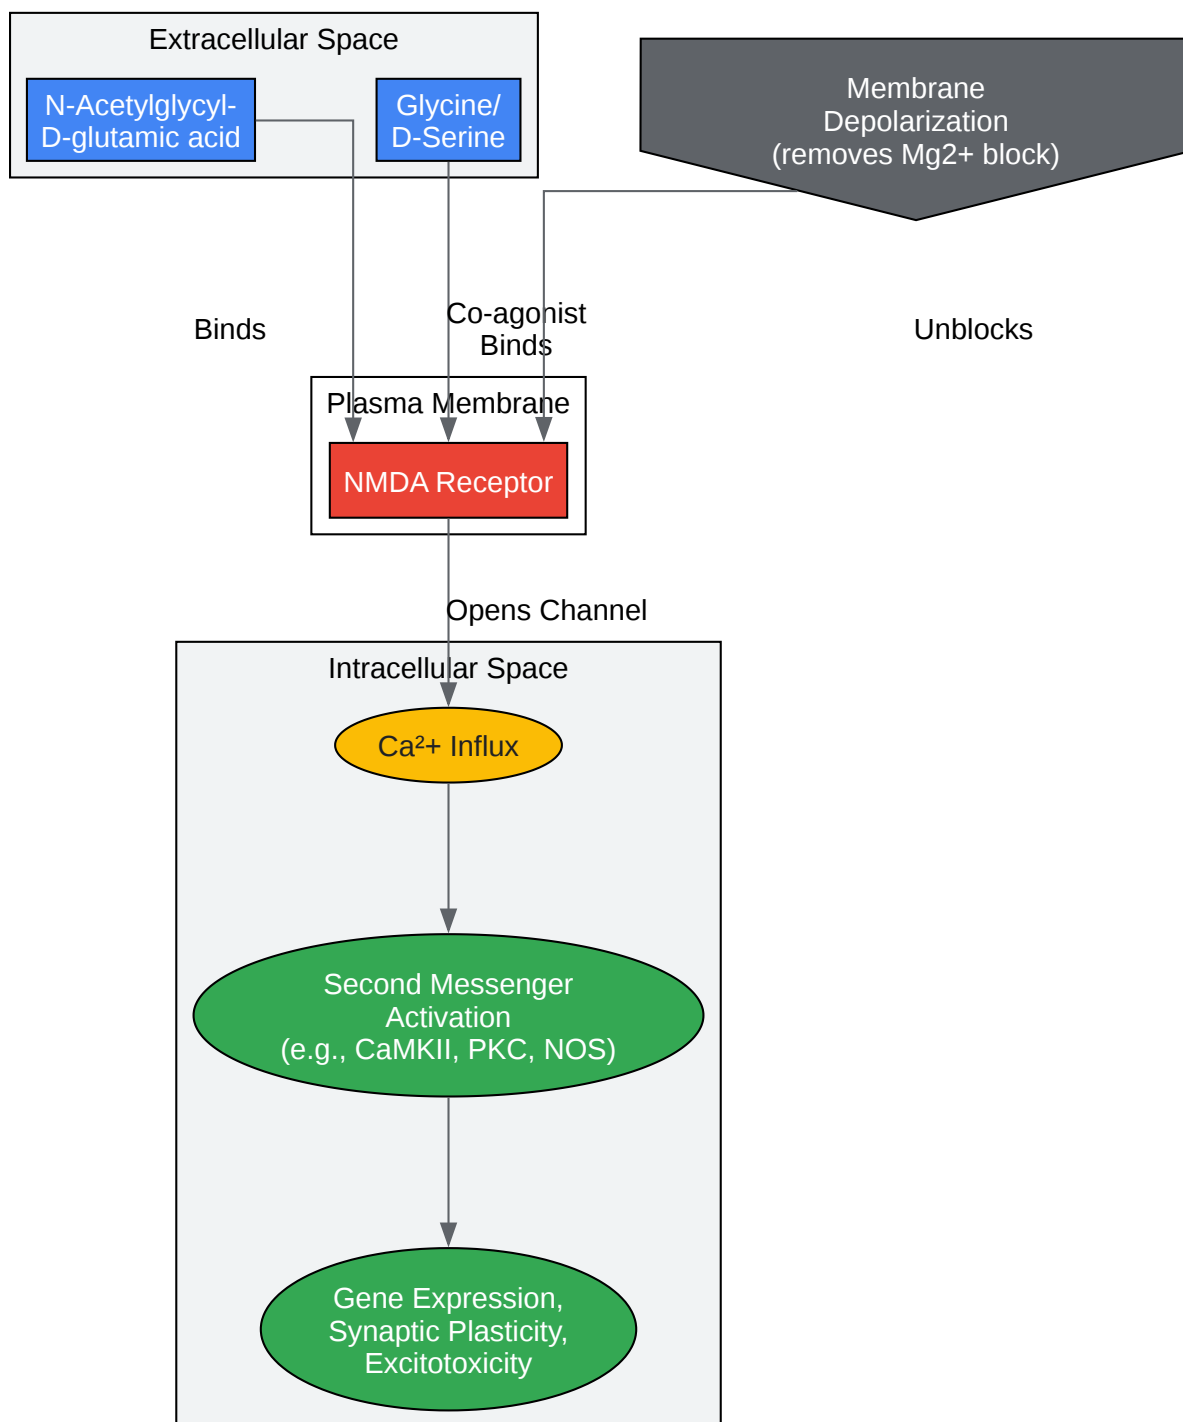 Extracellular Space
N-Acetylglycyl-
D-glutamic acid
Glycine/
D-Serine
Membrane
Depolarization
(removes Mg2+ block)
Binds
Co-agonist
Binds
Unblocks
Plasma Membrane
NMDA Receptor
Opens Channel
Intracellular Space
Ca²+ Influx
Second Messenger
Activation
(e.g., CaMKII, PKC, NOS)
Gene Expression,
Synaptic Plasticity,
Excitotoxicity